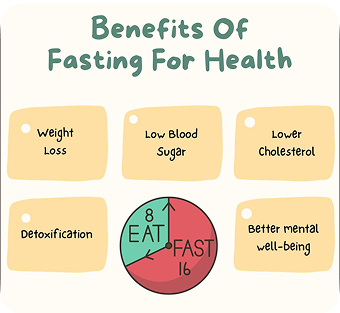 Benefits Of
Fasting For Health
Weight
Loss
Low Blood
Sugar
Lower
Cholesterol
Detoxification
8
EAT
FAST
16
Better mental
well-being